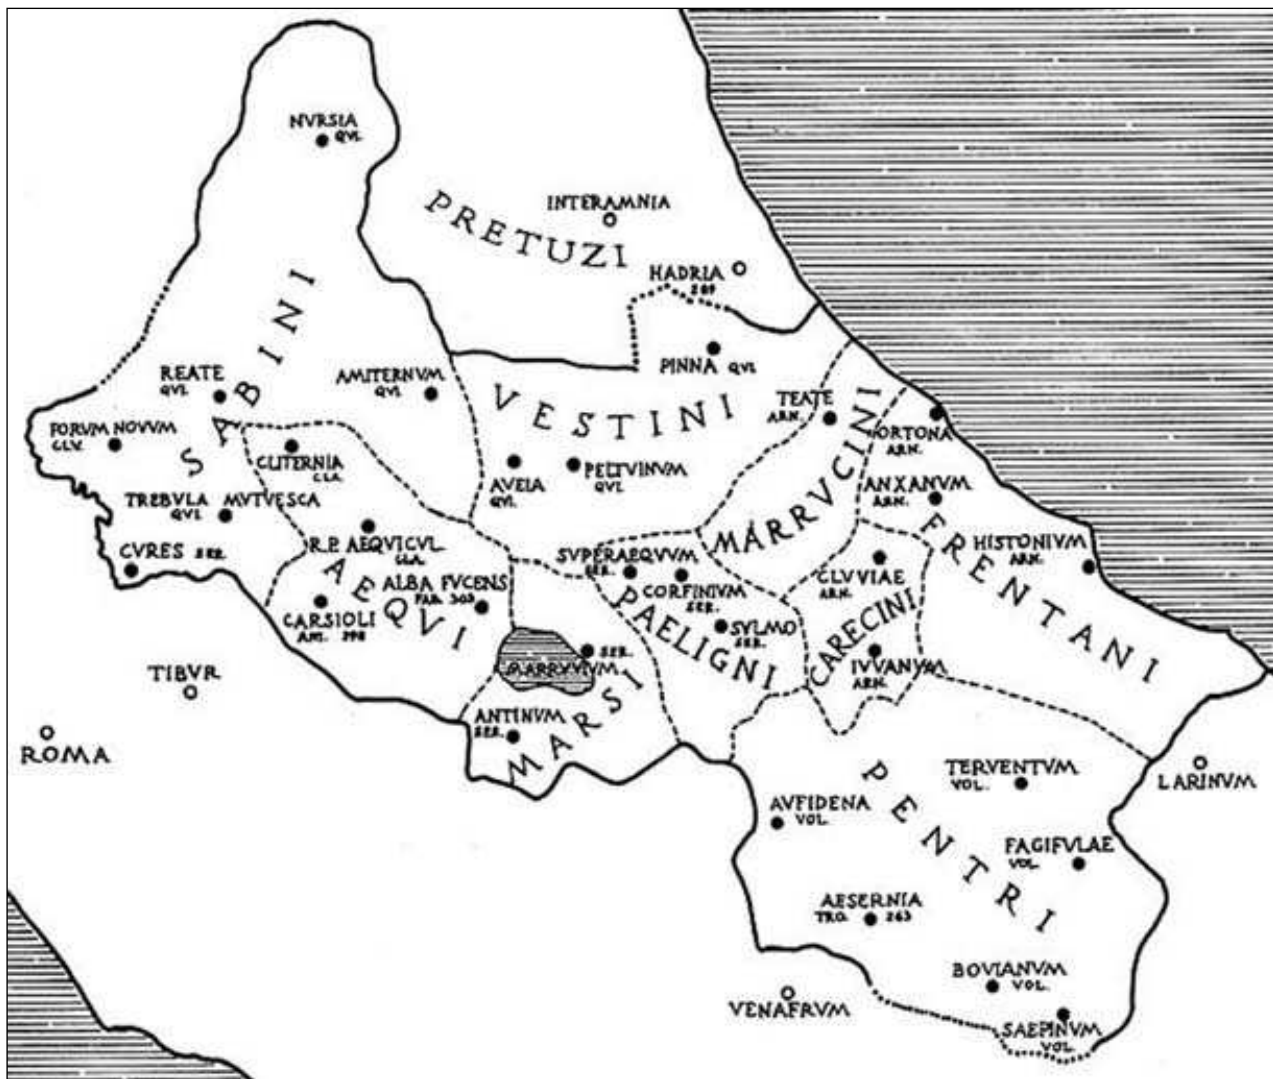 NVRSIA
QVI.
INTERAMNIA
PRETUZI
HADRIA
289
SABINI
PINNA QVI.
REATE
QVI.
AMITERNVM
QVI.
VESTINI
TEATE
ARN.
MARRVCINI
ORTONA
ARN.
FORVM NOVVM
CLV.
CLITERNIA
CLA.
AVEIA
QVI.
PELTVINVM
QVI.
ANXANVM
ARN.
TREBVLA MVTVESCA
QVI.
FRENTANI
HISTONIVM
ARN.
CVRES SER.
R.P. AEQVICVL.
CLA.
SVPERAEQVVM
SER.
CORFINIVM
SER.
CLVVIAE
ARN.
AEQVI
ALBA FVCENS
FAB. 303
PAELIGNI
CARECINI
CARSIOLI
ANI. 298
SVLMO
SER.
SER.
MARRVVIVM
IVVANVM
ARN.
TIBVR
MARSI
ANTINVM
SER.
ROMA
PENTRI
TERVENTVM
VOL.
LARINVM
AVFIDENA
VOL.
FAGIFVLAE
VOL.
AESERNIA
TRO. 263
BOVIANVM
VOL.
VENAFRVM
SAEPINVM
VOL.